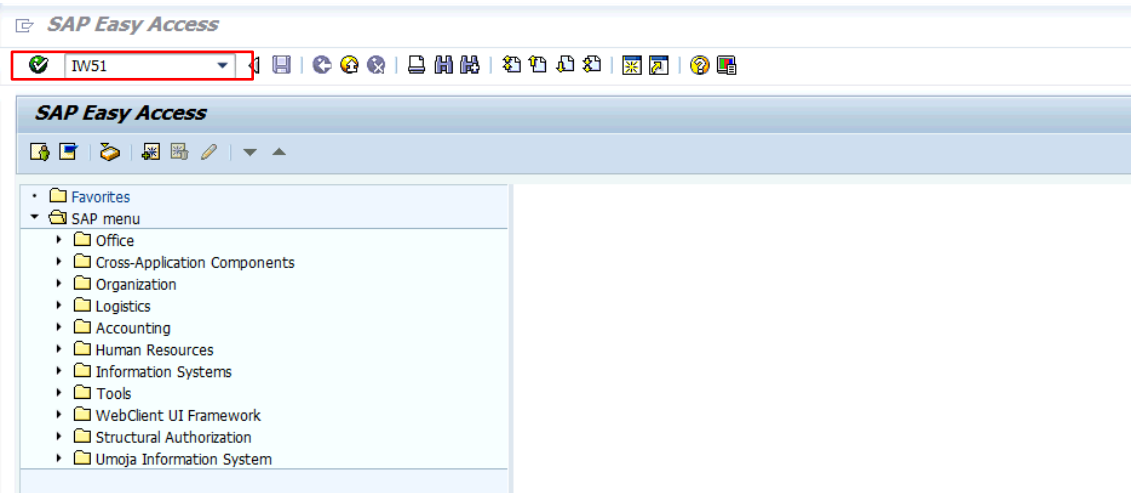 SAP Easy Access
IW51
SAP Easy Access
Favorites
SAP menu
Office
Cross-Application Components
Organization
Logistics
Accounting
Human Resources
Information Systems
Tools
WebClient UI Framework
Structural Authorization
Umoja Information System